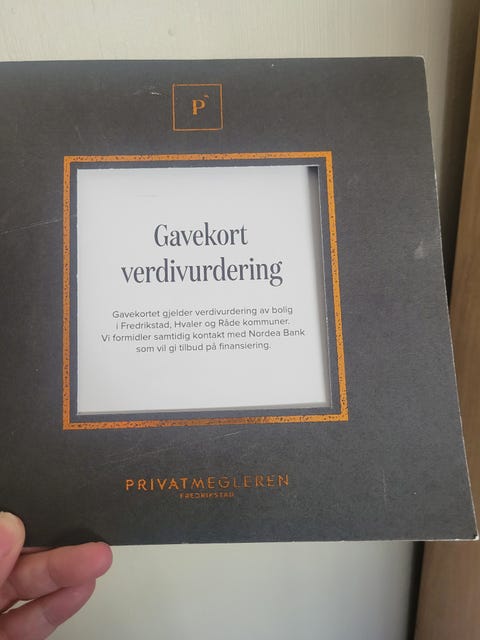 P
Gavekort
verdivurdering
Gavekortet gjelder verdivurdering av bolig
i Fredrikstad, Hvaler og Råde kommuner.
Vi formidler samtidig kontakt med Nordea Bank
som vil gi tilbud på finansiering.
PRIVATMEGLEREN
FREDRIKSTAD